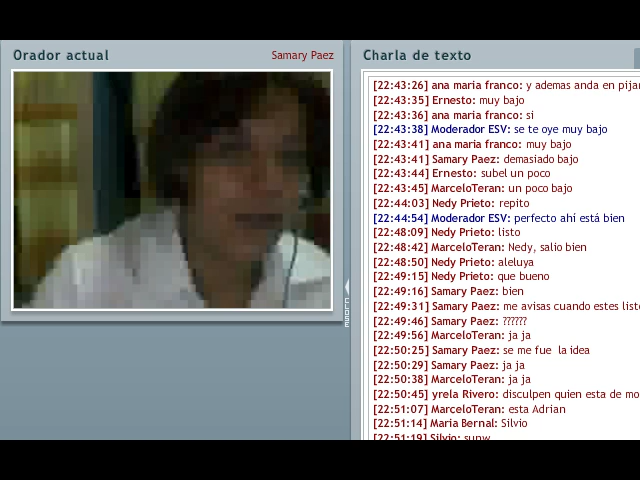 Orador actual
Samary Paez
Charla de texto
[22:43:26] ana maria franco: y ademas anda en pijar
[22:43:35] Ernesto: muy bajo
[22:43:36] ana maria franco: si
[22:43:38] Moderador ESV: se te oye muy bajo
[22:43:41] ana maria franco: muy bajo
[22:43:41] Samary Paez: demasiado bajo
[22:43:44] Ernesto: subel un poco
[22:43:45] MarceloTeran: un poco bajo
[22:44:03] Nedy Prieto: repito
[22:44:54] Moderador ESV: perfecto ahi está bien
[22:48:09] Nedy Prieto: listo
[22:48:42] MarceloTeran: Nedy, salio bien
[22:48:50] Nedy Prieto: aleluya
[22:49:15] Nedy Prieto: que bueno
[22:49:16] Samary Paez: bien
[22:49:31] Samary Paez: me avisas cuando estes liste
[22:49:46] Samary Paez: ??????
[22:49:56] MarceloTeran: ja ja
[22:50:25] Samary Paez: se me fue la idea
[22:50:29] Samary Paez: ja ja
[22:50:38] MarceloTeran: ja ja
[22:50:45] yrela Rivero: disculpen quien esta de mo
[22:51:07] MarceloTeran: esta Adrian
[22:51:14] Maria Bernal: Silvio
[22:51:19] Silvio:
CLOSE